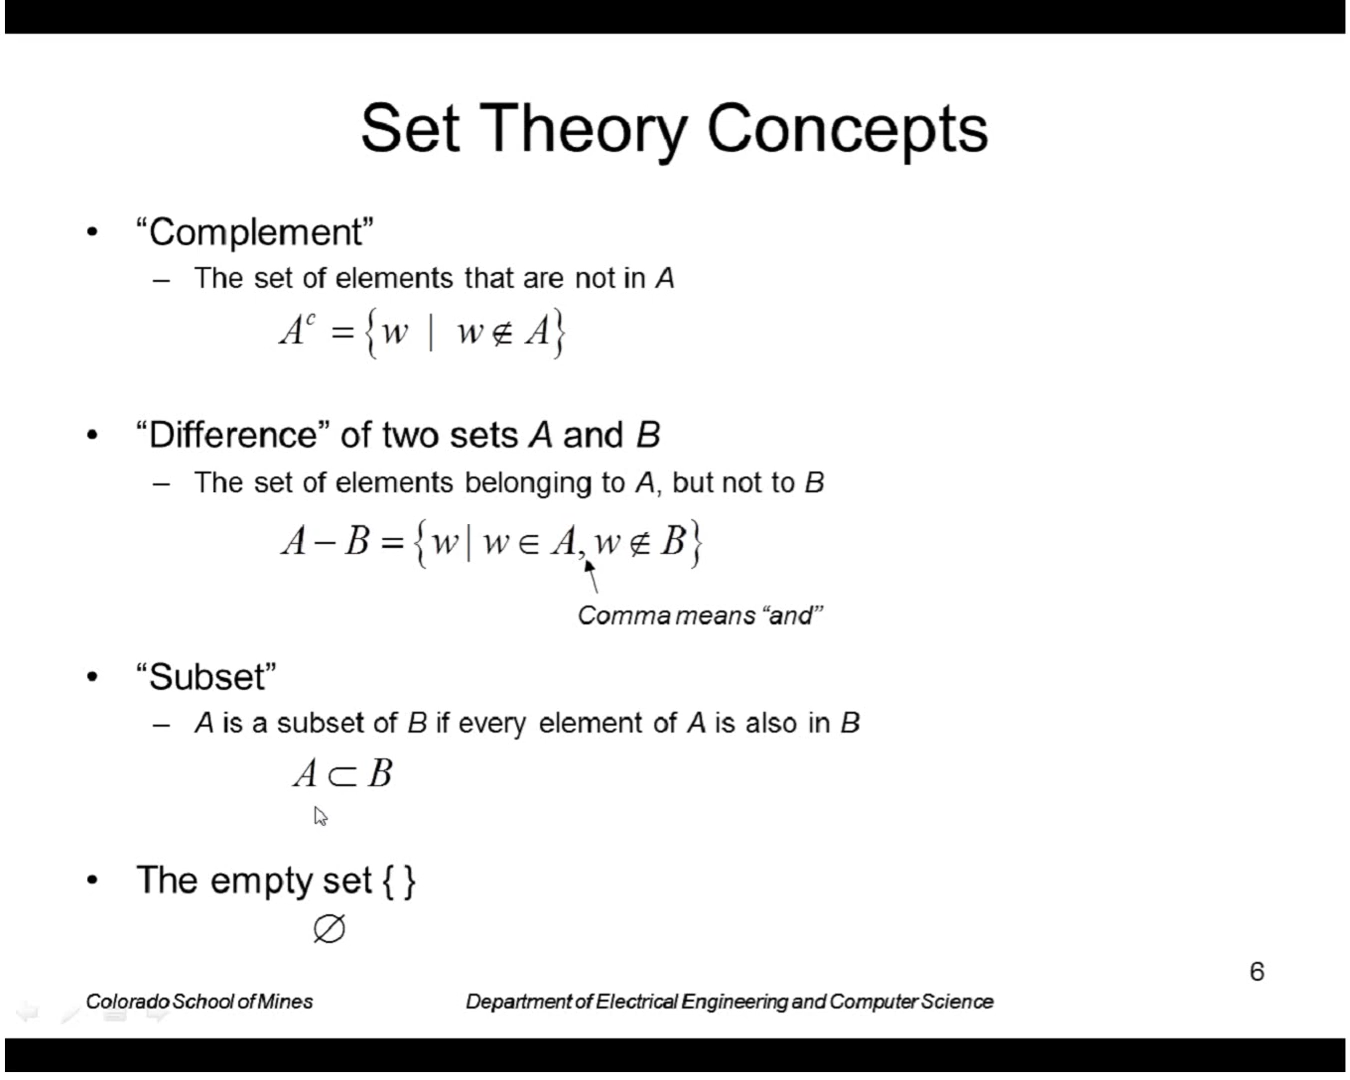 Set Theory Concepts
• “Complement”
– The set of elements that are not in A
Aᶜ = {w | w ∉ A}
• “Difference” of two sets A and B
– The set of elements belonging to A, but not to B
A − B = {w | w ∈ A, w ∉ B}
Comma means “and”
• “Subset”
– A is a subset of B if every element of A is also in B
A ⊂ B
• The empty set { }
∅
6
Colorado School of Mines
Department of Electrical Engineering and Computer Science